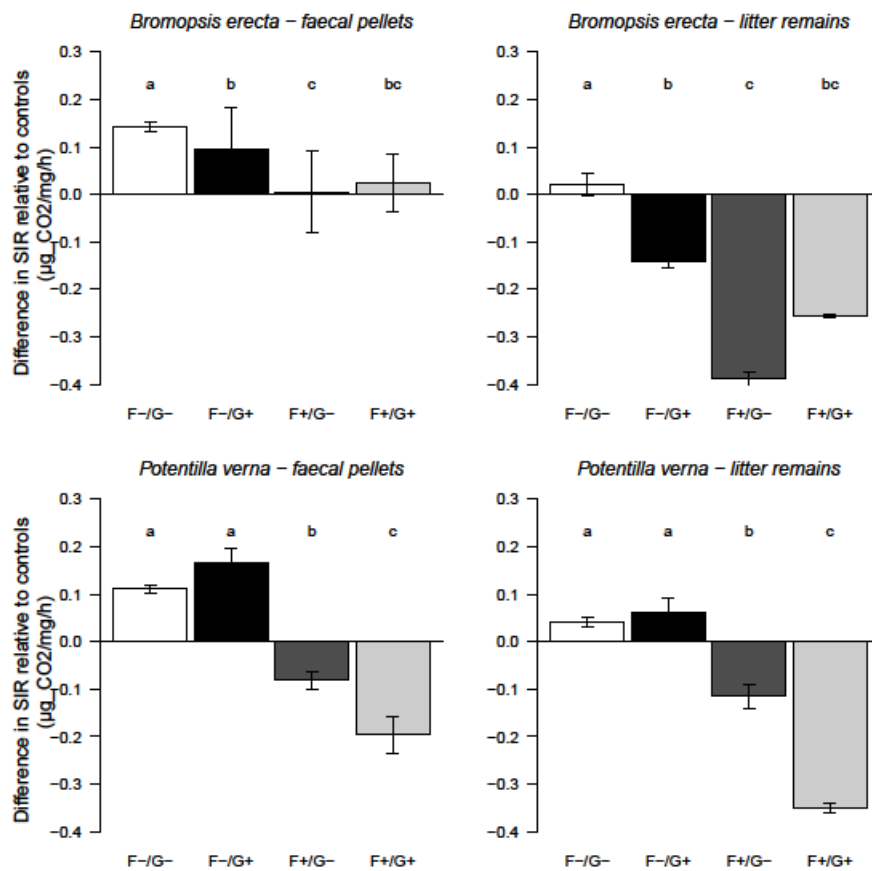 Bromopsis erecta − faecal pellets
Difference in SIR relative to controls
(µg_CO2/mg/h)
0.3
0.2
0.1
0.0
−0.1
−0.2
−0.3
−0.4
a b c bc
F−/G− F−/G+ F+/G− F+/G+
Bromopsis erecta − litter remains
0.3
0.2
0.1
0.0
−0.1
−0.2
−0.3
−0.4
a b c bc
F−/G− F−/G+ F+/G− F+/G+
Potentilla verna − faecal pellets
Difference in SIR relative to controls
(µg_CO2/mg/h)
0.3
0.2
0.1
0.0
−0.1
−0.2
−0.3
−0.4
a a b c
F−/G− F−/G+ F+/G− F+/G+
Potentilla verna − litter remains
0.3
0.2
0.1
0.0
−0.1
−0.2
−0.3
−0.4
a a b c
F−/G− F−/G+ F+/G− F+/G+